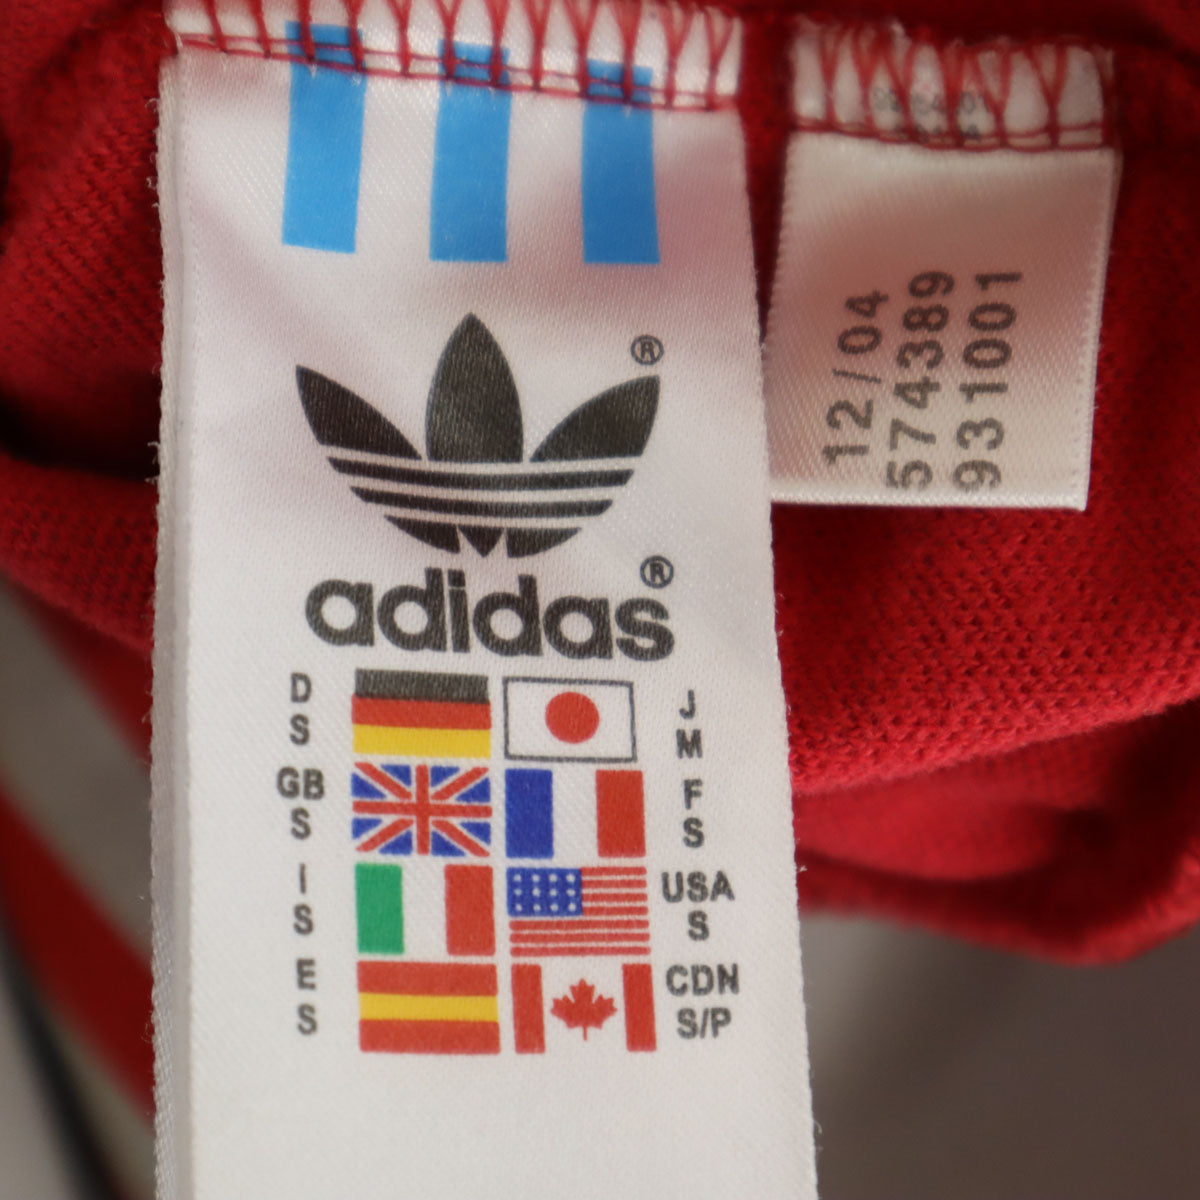 ®
adidas®
D
S
J
M
GB
S
F
S
I
S
USA
S
E
S
CDN
S/P
12/04
574389
931001